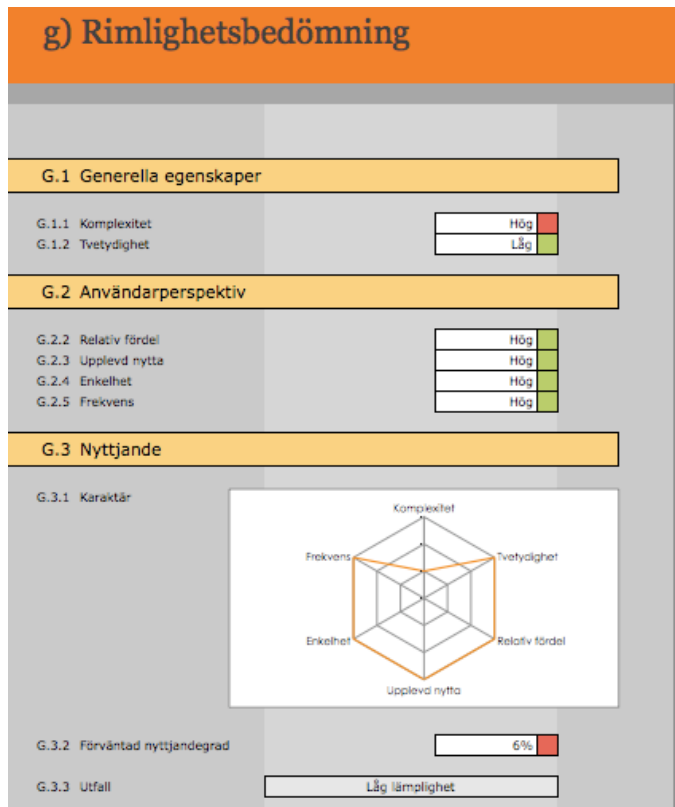 g) Rimlighetsbedömning
G.1 Generella egenskaper
G.1.1 Komplexitet Hög
G.1.2 Tvetydighet Låg
G.2 Användarperspektiv
G.2.2 Relativ fördel Hög
G.2.3 Upplevd nytta Hög
G.2.4 Enkelhet Hög
G.2.5 Frekvens Hög
G.3 Nyttjande
G.3.1 Karaktär
Komplexitet
Frekvens Tvetydighet
Enkelhet Relativ fördel
Upplevd nytta
G.3.2 Förväntad nyttjandegrad 6%
G.3.3 Utfall Låg lämplighet